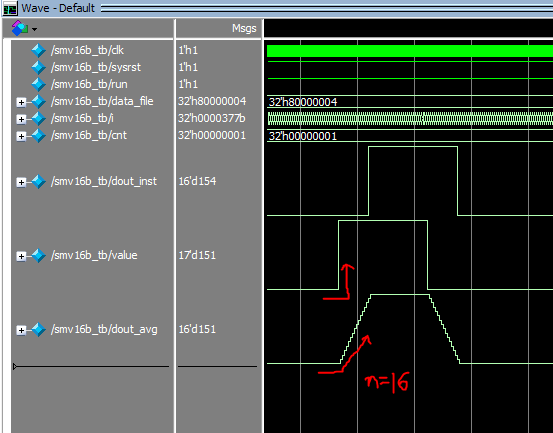 Wave - Default
Msgs
/smv16b_tb/clk 1'h1
/smv16b_tb/sysrst 1'h1
/smv16b_tb/run 1'h1
/smv16b_tb/data_file 32'h80000004 32'h80000004
/smv16b_tb/i 32'h0000377b
/smv16b_tb/cnt 32'h00000001 32'h00000001
/smv16b_tb/dout_inst 16'd154
/smv16b_tb/value 17'd151
/smv16b_tb/dout_avg 16'd151
n=16